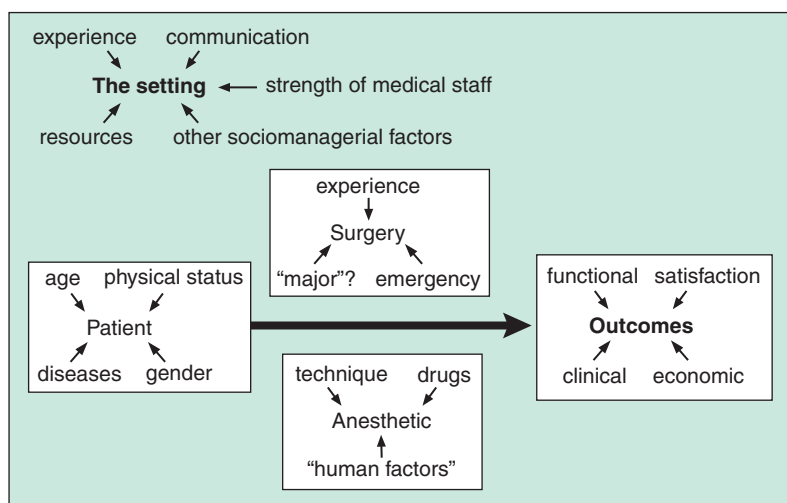 experience communication
The setting strength of medical staff
resources other sociomanagerial factors
experience
Surgery
"major"? emergency
age physical status
Patient
diseases gender
functional satisfaction
Outcomes
clinical economic
technique drugs
Anesthetic
"human factors"